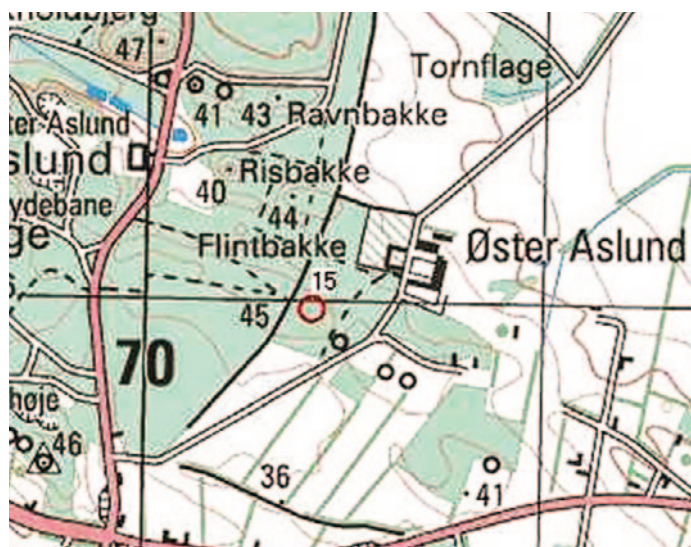 47
Tornflage
41
43
Ravnbakke
ter Aslund
slund
Risbakke
40
ydebane
44
ge
Flintbakke
Øster Aslund
15
45
70
høje
46
36
41